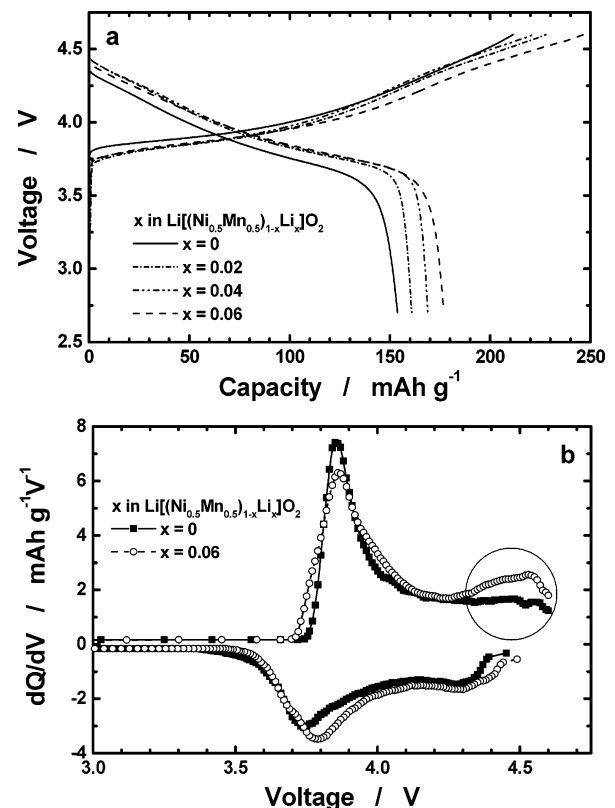 a
4.5
4.0
3.5
3.0
2.5
Voltage / V
x in Li[(Ni0.5Mn0.5)1-xLix]O2
x = 0
x = 0.02
x = 0.04
x = 0.06
0 50 100 150 200 250
Capacity / mAh g-1
b
8
6
4
2
0
-2
-4
dQ/dV / mAh g-1V-1
x in Li[(Ni0.5Mn0.5)1-xLix]O2
x = 0
x = 0.06
3.0 3.5 4.0 4.5
Voltage / V